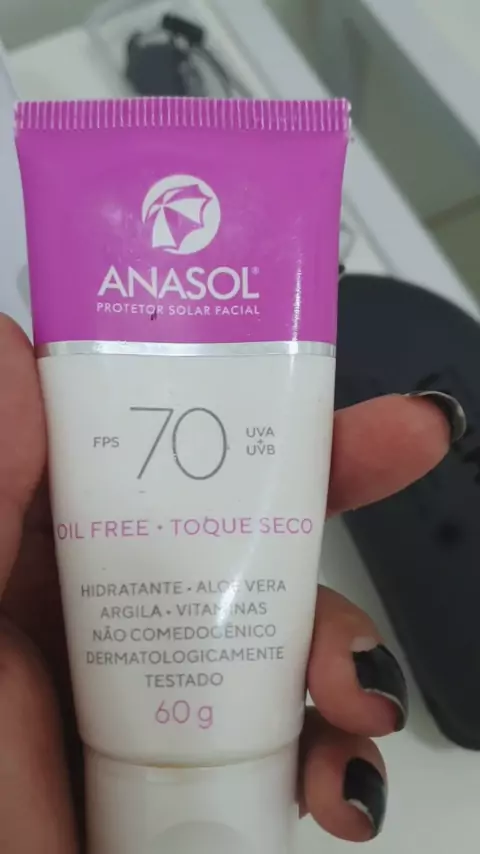 ANASOL®
PROTETOR SOLAR FACIAL
FPS 70 UVA + UVB
OIL FREE • TOQUE SECO
HIDRATANTE • ALOE VERA
ARGILA • VITAMINAS
NÃO COMEDOGÊNICO
DERMATOLOGICAMENTE
TESTADO
60 g